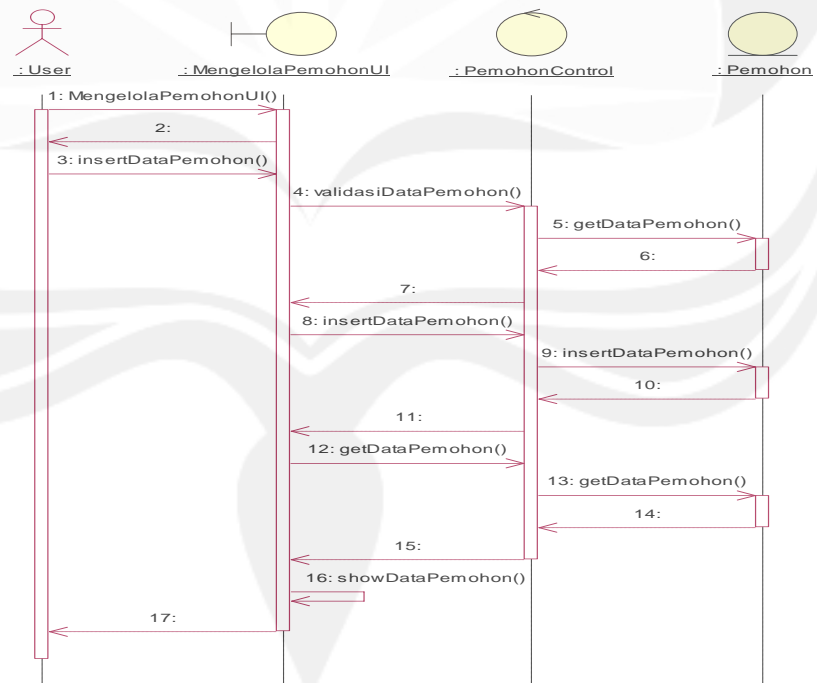 : User
: MengelolaPemohonUI
: PemohonControl
: Pemohon
1: MengelolaPemohonUI()
2:
3: insertDataPemohon()
4: validasiDataPemohon()
5: getDataPemohon()
6:
7:
8: insertDataPemohon()
9: insertDataPemohon()
10:
11:
12: getDataPemohon()
13: getDataPemohon()
14:
15:
16: showDataPemohon()
17: